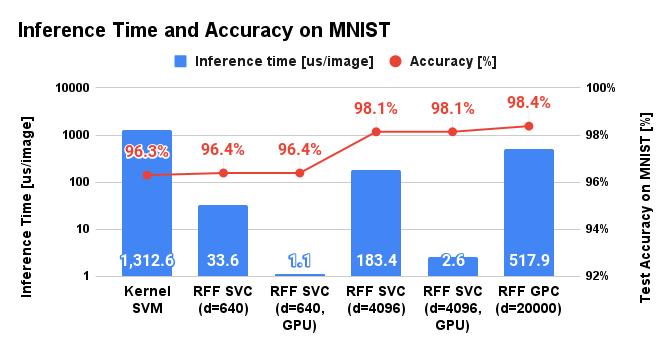 Inference Time and Accuracy on MNIST
Inference time [us/image]
Accuracy [%]
Inference Time [us/image]
10000
1000
100
10
1
96.3%
96.4%
96.4%
98.1%
98.1%
98.4%
1,312.6
33.6
1.1
183.4
2.6
517.9
100%
98%
96%
94%
92%
Test Accuracy on MNIST [%]
Kernel
SVM
RFF SVC
(d=640)
RFF SVC
(d=640,
GPU)
RFF SVC
(d=4096)
RFF SVC
(d=4096,
GPU)
RFF GPC
(d=20000)